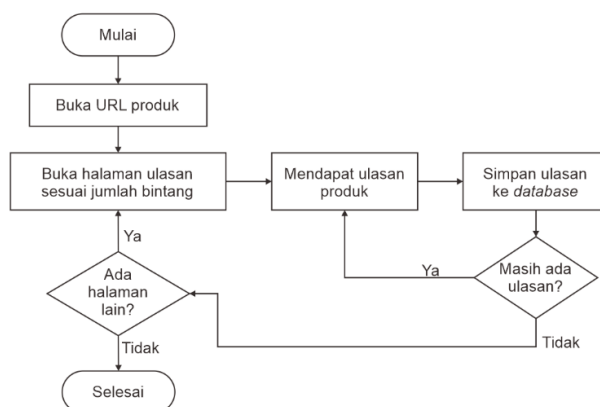 Mulai
Buka URL produk
Buka halaman ulasan
sesuai jumlah bintang
Mendapat ulasan
produk
Simpan ulasan
ke database
Masih ada
ulasan?
Ya
Tidak
Ada
halaman
lain?
Ya
Tidak
Selesai